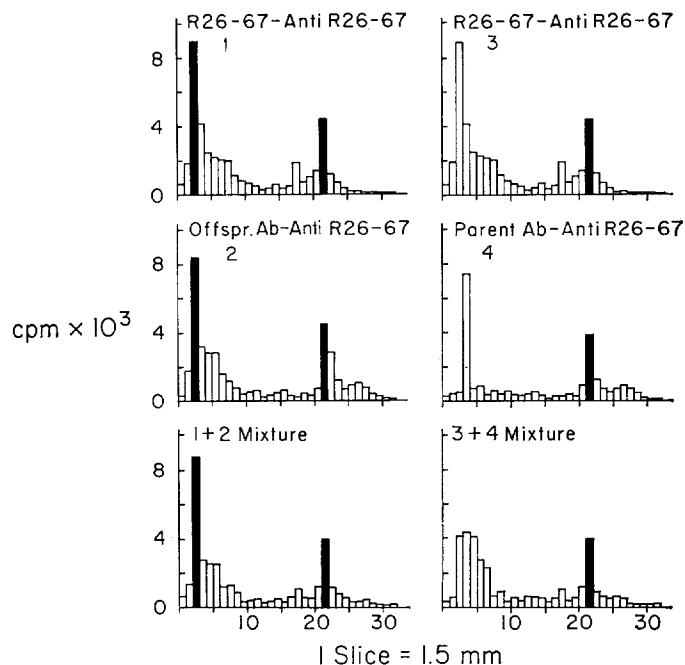 R26-67-Anti R26-67
1
8
4
0
R26-67-Anti R26-67
3
Offspr. Ab-Anti R26-67
2
8
4
0
Parent Ab-Anti R26-67
4
cpm × 10³
1+2 Mixture
8
4
0
10 20 30
3+4 Mixture
10 20 30
1 Slice = 1.5 mm